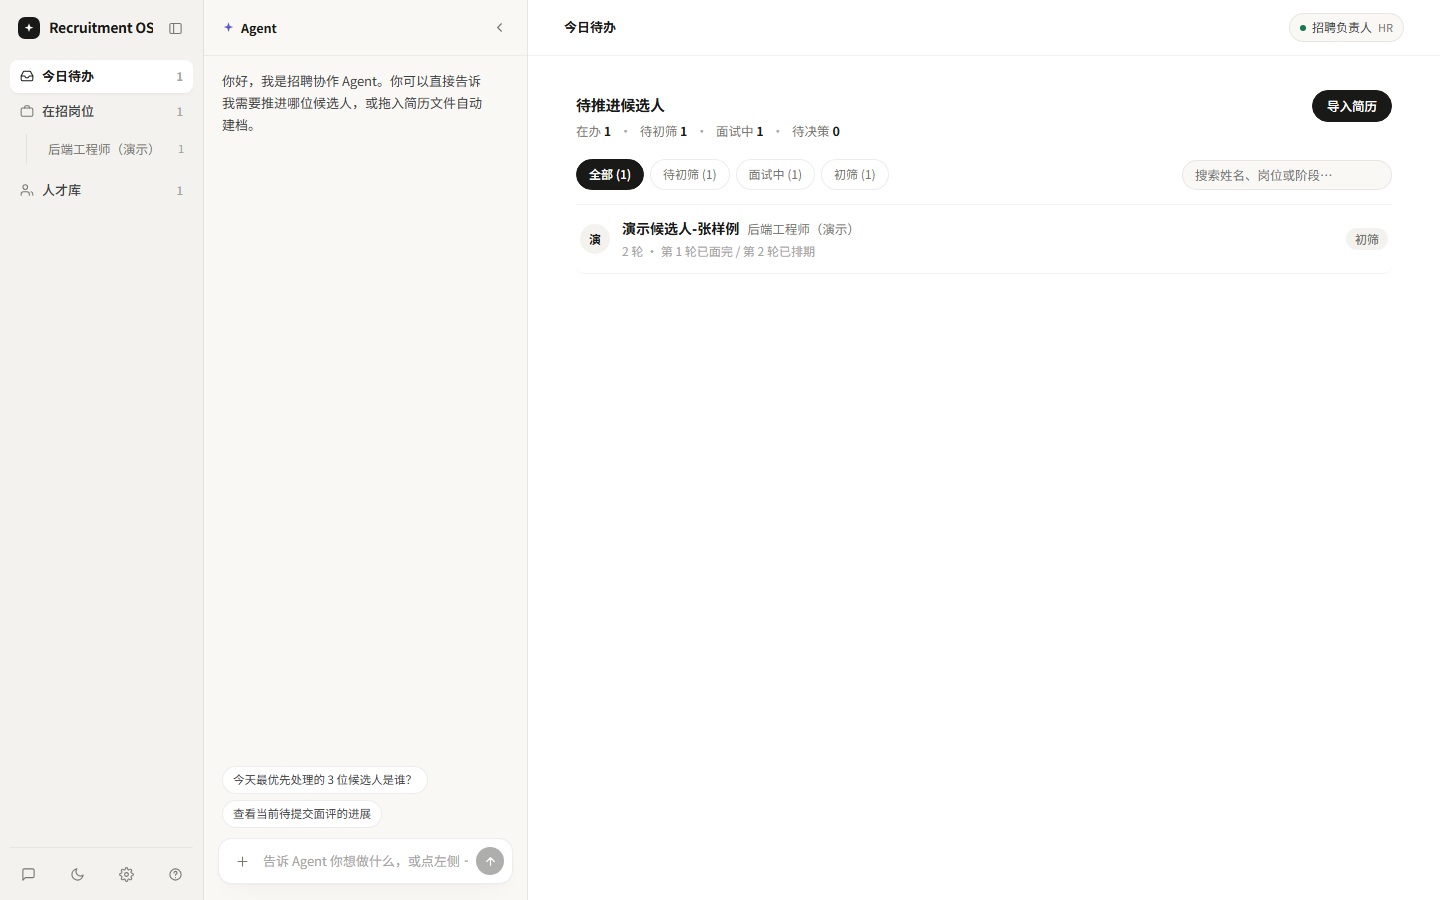 Recruitment OS
今日待办 1
在招岗位 1
后端工程师（演示） 1
人才库 1
Agent
你好，我是招聘协作 Agent。你可以直接告诉
我需要推进哪位候选人，或拖入简历文件自动
建档。
今天最优先处理的 3 位候选人是谁？
查看当前待提交面评的进展
告诉 Agent 你想做什么，或点左侧 -
今日待办
招聘负责人 HR
待推进候选人
导入简历
在办 1 • 待初筛 1 • 面试中 1 • 待决策 0
全部 (1)
待初筛 (1)
面试中 (1)
初筛 (1)
搜索姓名、岗位或阶段…
演
演示候选人-张样例 后端工程师（演示）
2 轮 • 第 1 轮已面完 / 第 2 轮已排期
初筛